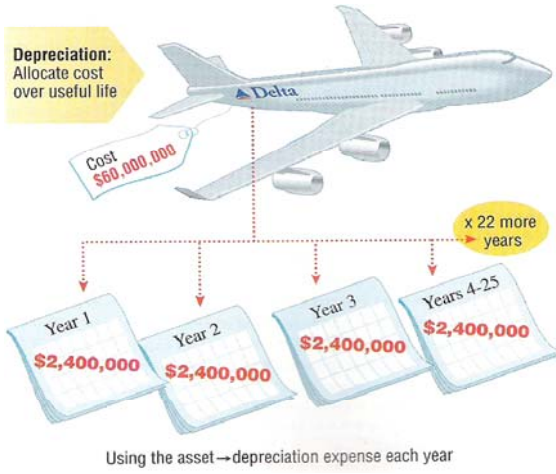 Depreciation:
Allocate cost
over useful life
Delta
Cost
$60,000,000
x 22 more
years
Year 1
$2,400,000
Year 2
$2,400,000
Year 3
$2,400,000
Years 4-25
$2,400,000
Using the asset→depreciation expense each year